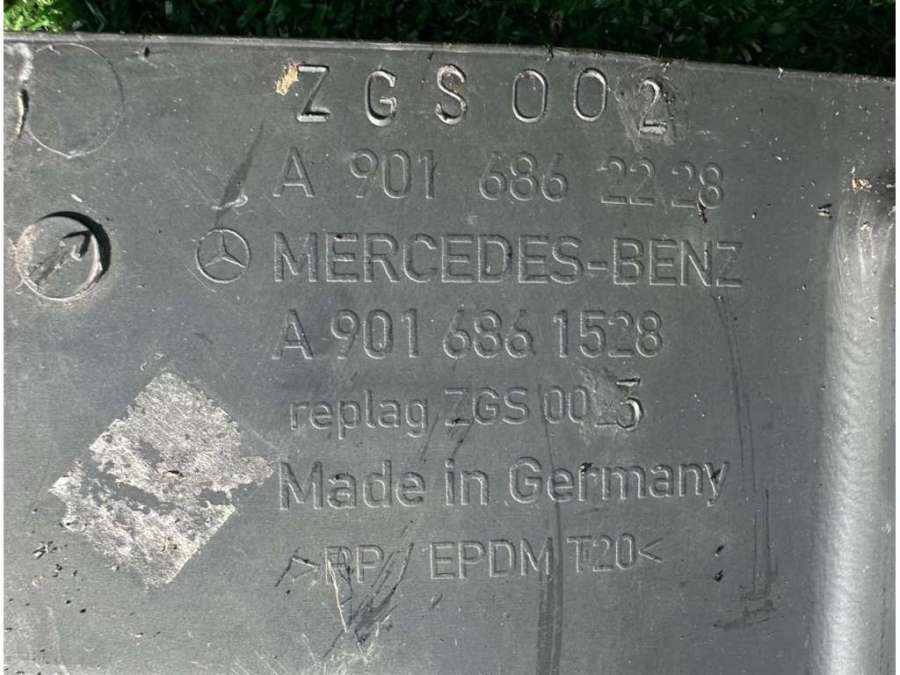 ZGS 002
A 901 686 22 28
MERCEDES-BENZ
A 901 686 1528
replag ZGS 003
Made in Germany
>PP / EPDM T20<